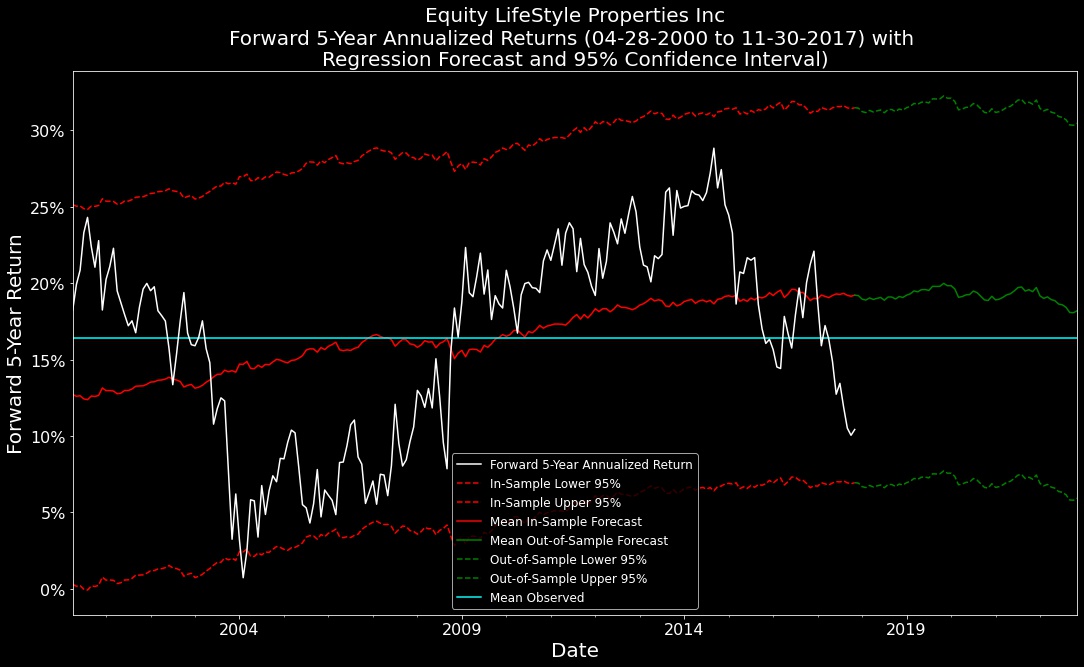 Equity LifeStyle Properties Inc
Forward 5-Year Annualized Returns (04-28-2000 to 11-30-2017) with
Regression Forecast and 95% Confidence Interval)
Forward 5-Year Return
30%
25%
20%
15%
10%
5%
0%
Forward 5-Year Annualized Return
In-Sample Lower 95%
In-Sample Upper 95%
Mean In-Sample Forecast
Mean Out-of-Sample Forecast
Out-of-Sample Lower 95%
Out-of-Sample Upper 95%
Mean Observed
2004
2009
2014
2019
Date